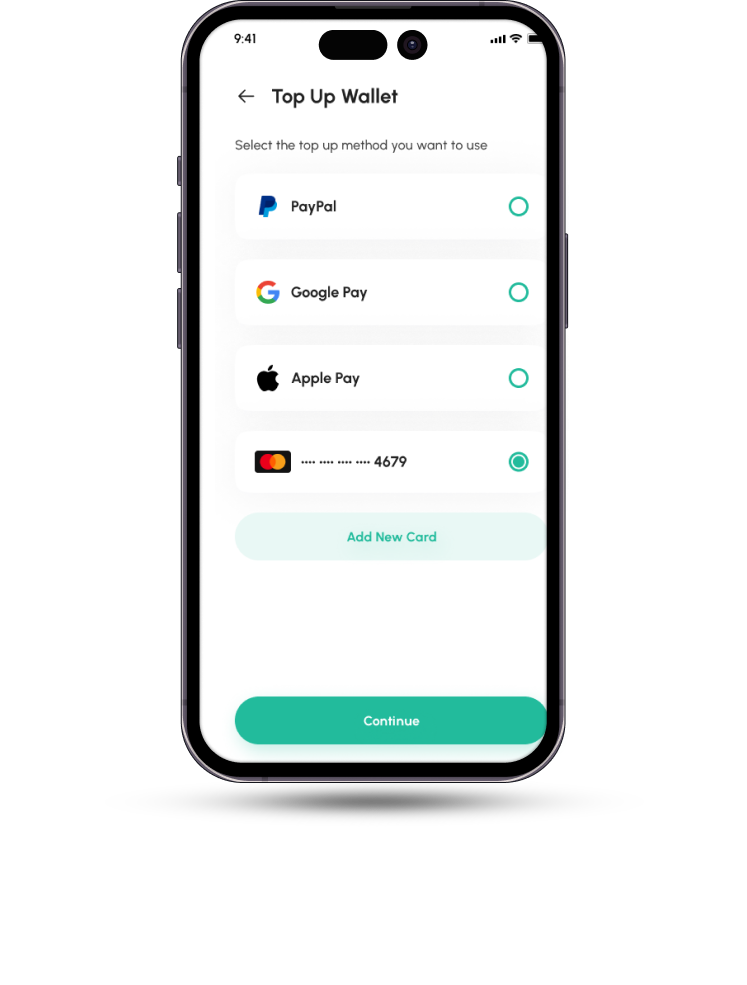 9:41
Top Up Wallet
Select the top up method you want to use
PayPal
Google Pay
Apple Pay
•••• •••• •••• •••• 4679
Add New Card
Continue